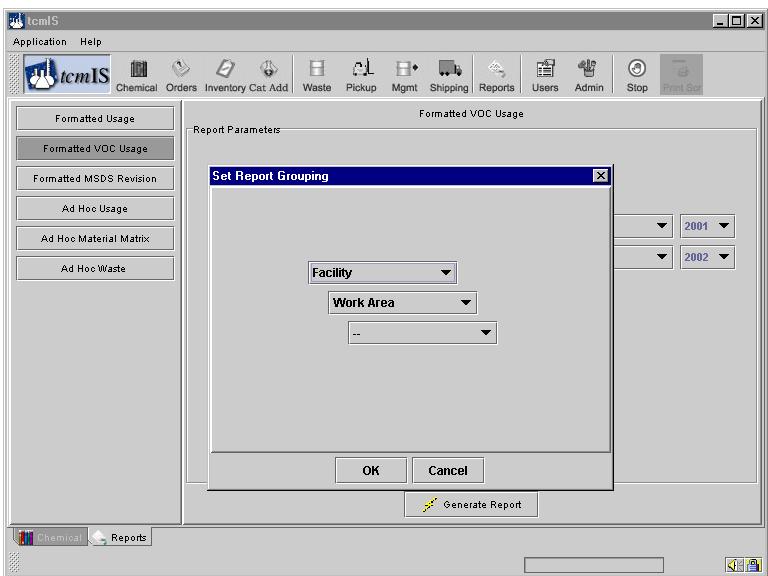 tcmIS
Application Help
tcmIS
Chemical Orders Inventory Cat Add Waste Pickup Mgmt Shipping Reports Users Admin Stop Print Scr
Formatted Usage
Formatted VOC Usage
Formatted MSDS Revision
Ad Hoc Usage
Ad Hoc Material Matrix
Ad Hoc Waste
Formatted VOC Usage
Report Parameters
Set Report Grouping
2001
2002
Facility
Work Area
--
OK Cancel
Generate Report
Chemical Reports